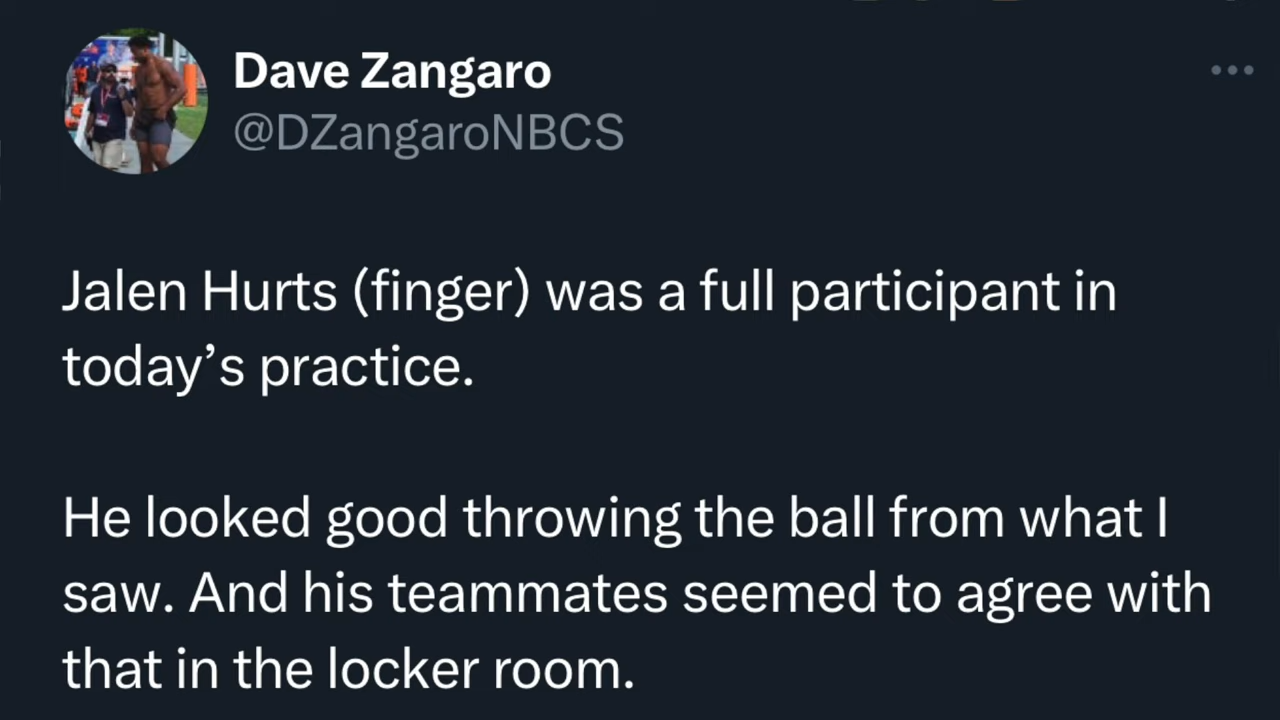 Dave Zangaro
@DZangaroNBCS
Jalen Hurts (finger) was a full participant in
today’s practice.
He looked good throwing the ball from what I
saw. And his teammates seemed to agree with
that in the locker room.